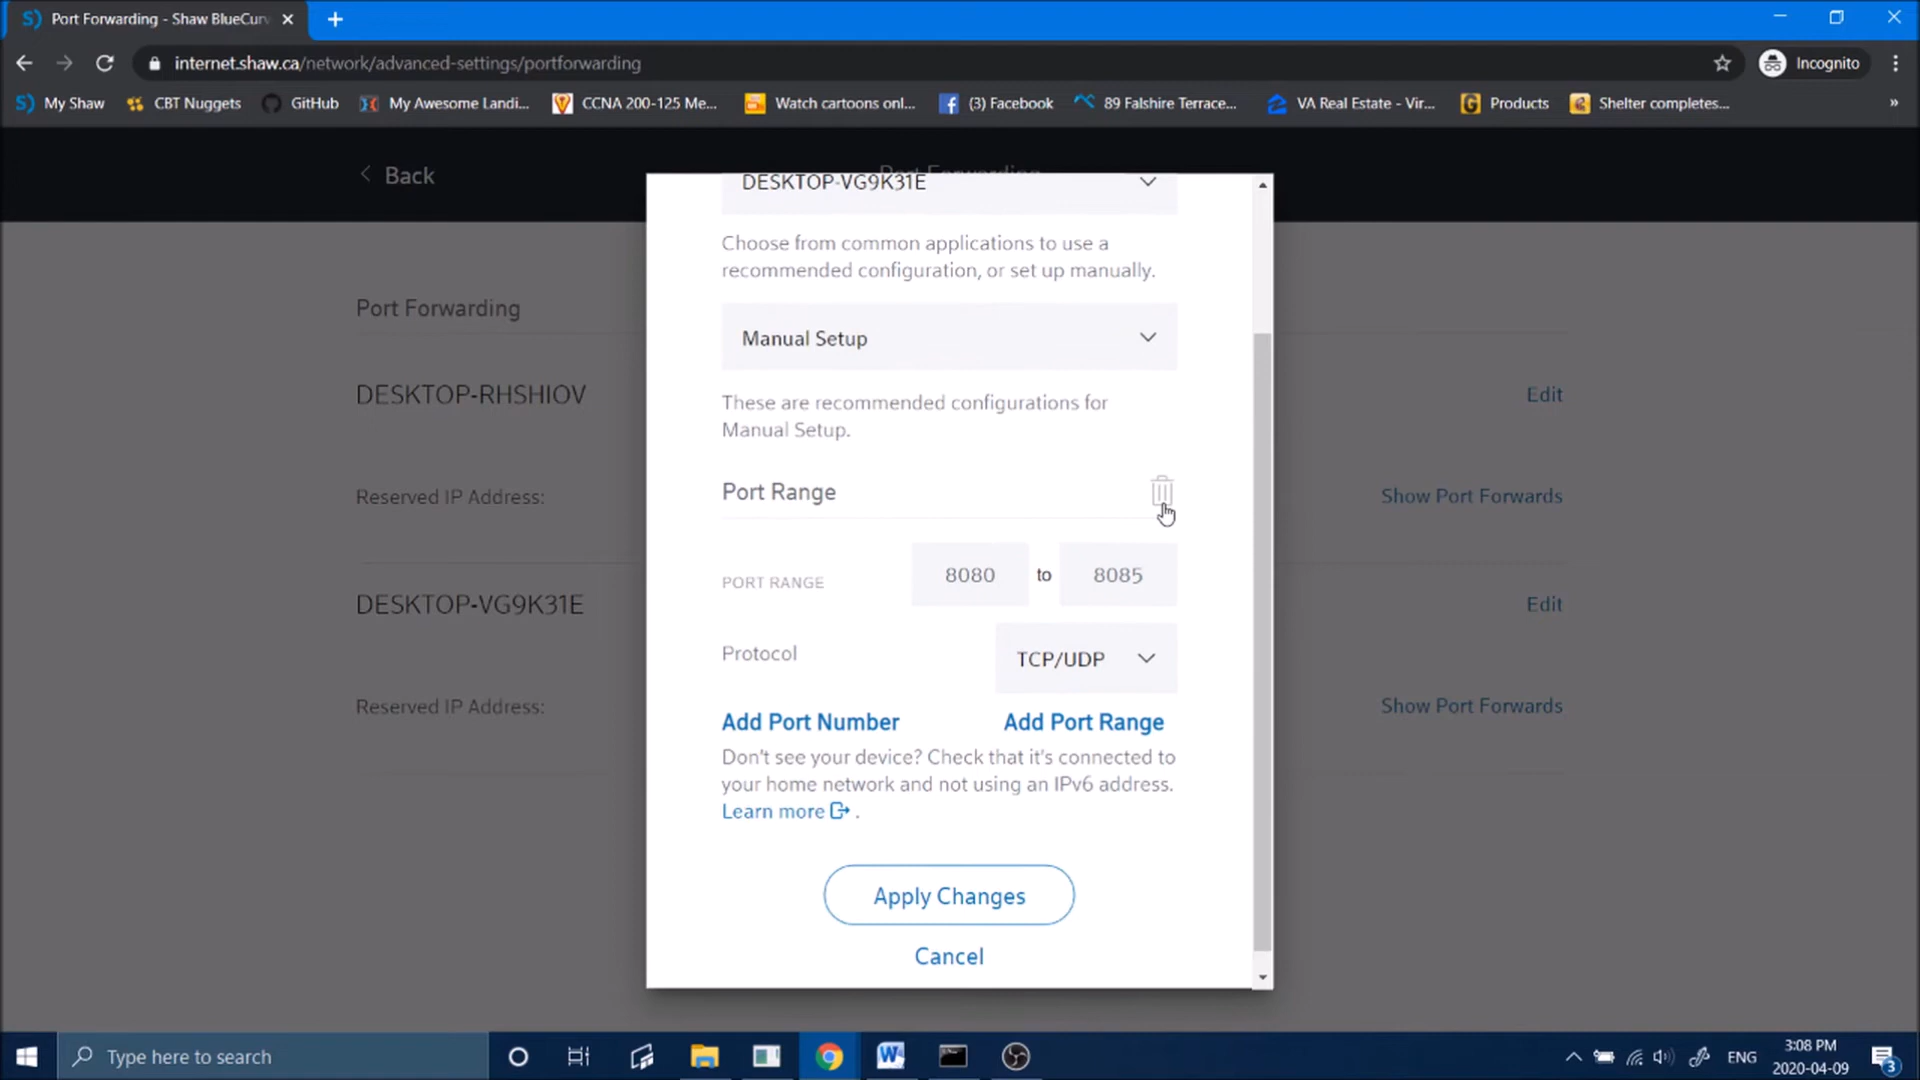 Port Forwarding - Shaw BlueCurv
internet.shaw.ca/network/advanced-settings/portforwarding
Incognito
My Shaw
CBT Nuggets
GitHub
My Awesome Landi...
CCNA 200-125 Me...
Watch cartoons onl...
(3) Facebook
89 Falshire Terrace...
VA Real Estate - Vir...
Products
Shelter completes...
»
Back
Port Forwarding
Port Forwarding
DESKTOP-RHSHIOV
Edit
Reserved IP Address:
Show Port Forwards
DESKTOP-VG9K31E
Edit
Reserved IP Address:
Show Port Forwards
DESKTOP-VG9K31E
Choose from common applications to use a
recommended configuration, or set up manually.
Manual Setup
These are recommended configurations for
Manual Setup.
Port Range
PORT RANGE 8080 to 8085
Protocol TCP/UDP
Add Port Number Add Port Range
Don't see your device? Check that it's connected to
your home network and not using an IPv6 address.
Learn more .
Apply Changes
Cancel
Type here to search
ENG
3:08 PM
2020-04-09
3